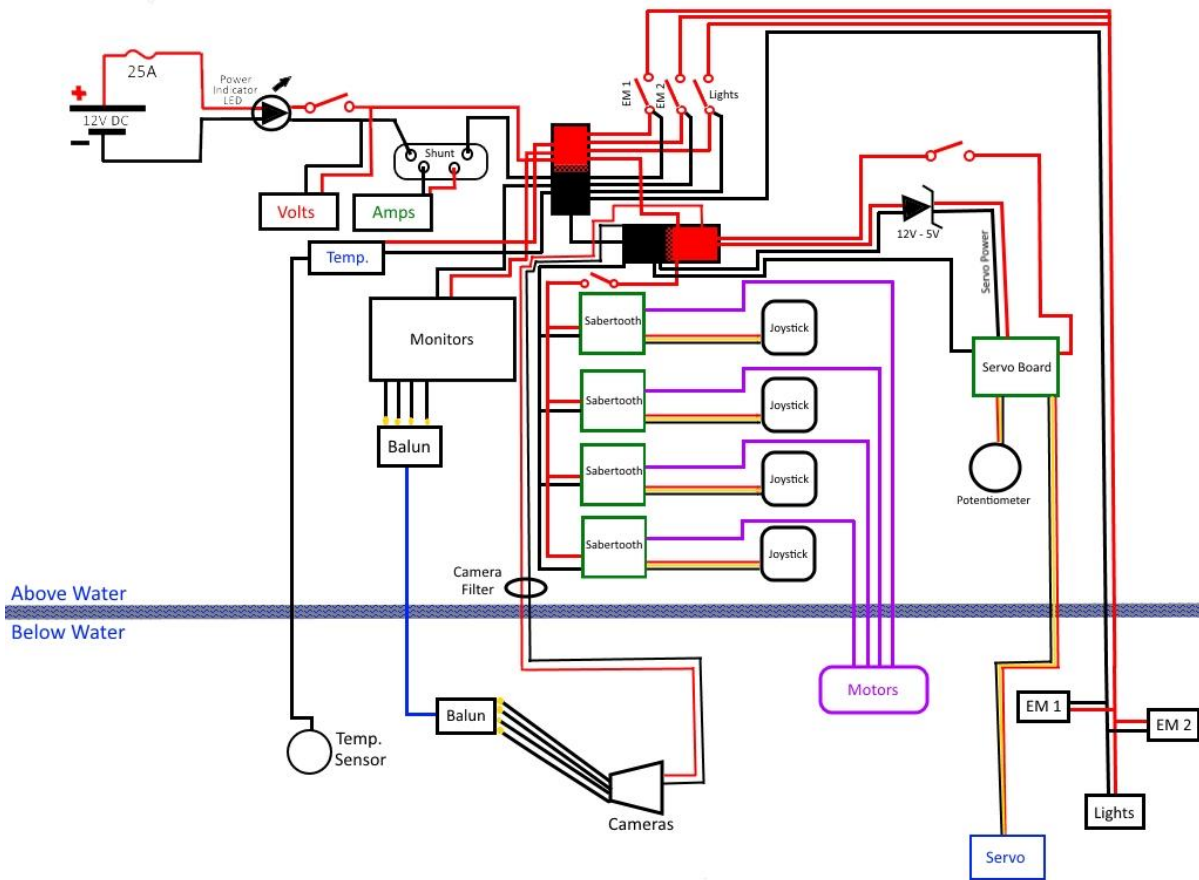 25A
Power
Indicator
LED
+
12V DC
-
Shunt
Volts
Amps
Temp.
EM 1
EM 2
Lights
12V - 5V
Servo Power
Monitors
Balun
Sabertooth
Joystick
Sabertooth
Joystick
Sabertooth
Joystick
Sabertooth
Joystick
Servo Board
Potentiometer
Camera
Filter
Above Water
Below Water
Motors
Balun
Temp.
Sensor
Cameras
EM 1
EM 2
Lights
Servo